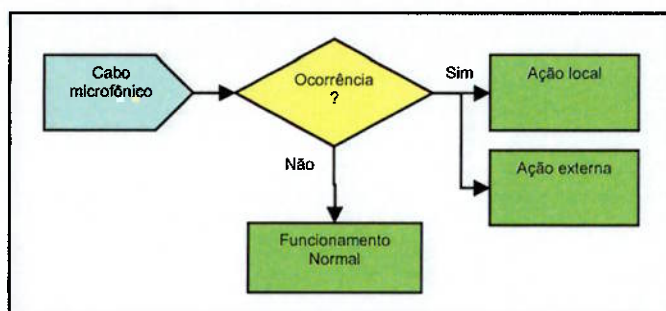 Cabo
microfônico
Ocorrência
?
Sim
Ação local
Ação externa
Não
Funcionamento
Normal